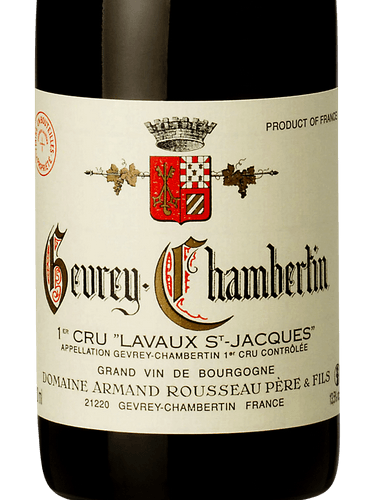 PRODUCT OF FRANCE
Gevrey-Chambertin
1ER CRU "LAVAUX ST-JACQUES"
APPELLATION GEVREY-CHAMBERTIN 1er CRU CONTRÔLÉE
GRAND VIN DE BOURGOGNE
DOMAINE ARMAND ROUSSEAU PÈRE & FILS
21220 GEVREY-CHAMBERTIN FRANCE